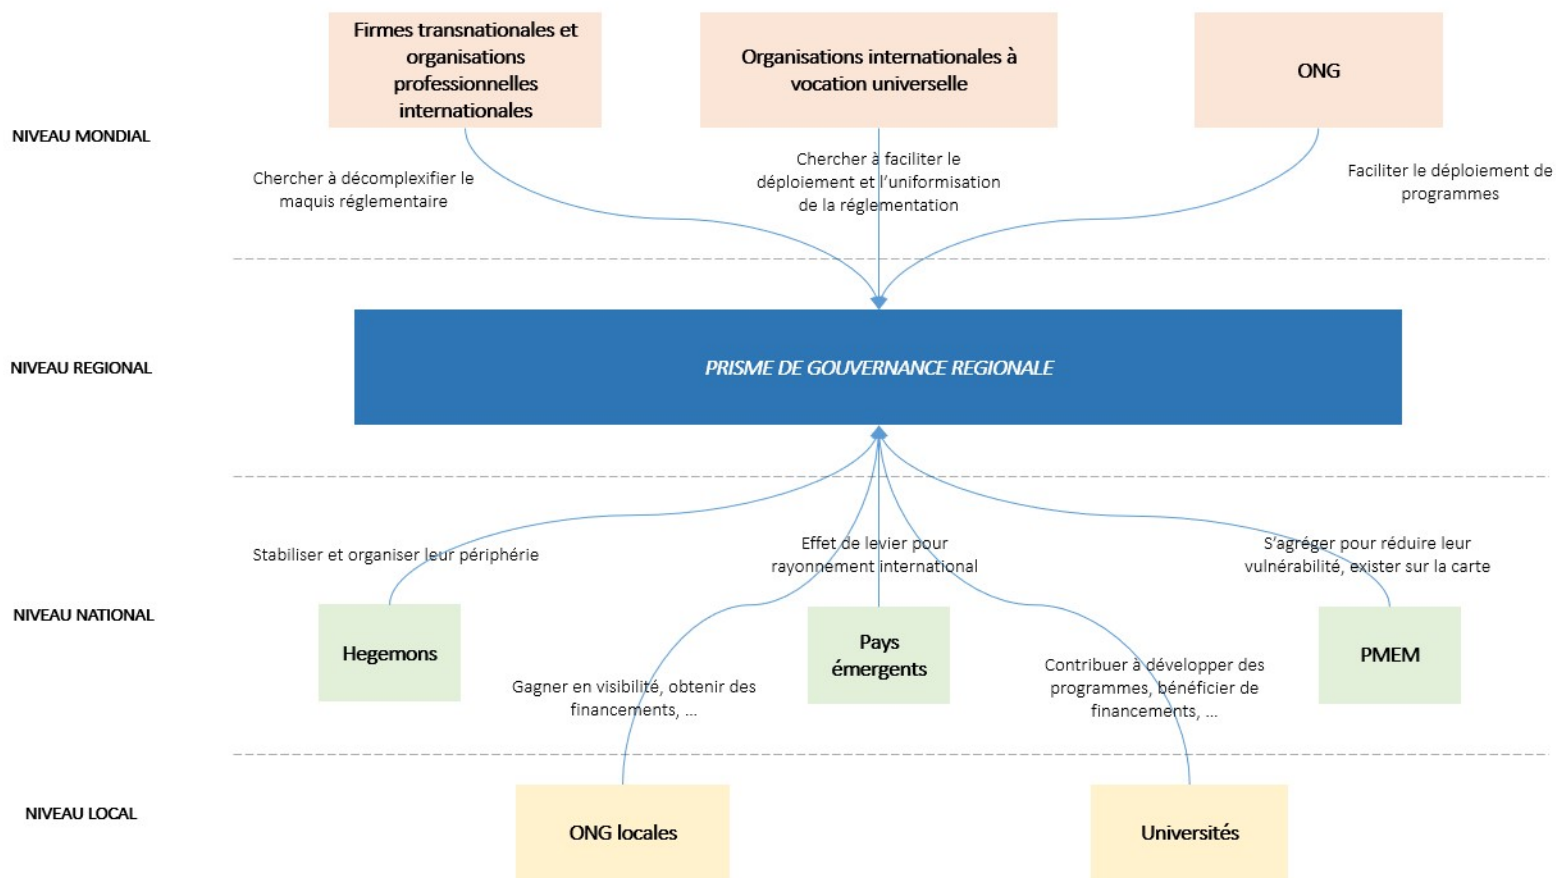 Firmes transnationales et
organisations
professionnelles
internationales
Organisations internationales à
vocation universelle
ONG
NIVEAU MONDIAL
Chercher à décomplexifier le
maquis réglementaire
Chercher à faciliter le
déploiement et l'uniformisation
de la réglementation
Faciliter le déploiement de
programmes
NIVEAU REGIONAL
PRISME DE GOUVERNANCE REGIONALE
Stabiliser et organiser leur périphérie
Effet de levier pour
rayonnement international
S'agréger pour réduire leur
vulnérabilité, exister sur la carte
NIVEAU NATIONAL
Hegemons
Pays
émergents
PMEM
Gagner en visibilité, obtenir des
financements, ...
Contribuer à développer des
programmes, bénéficier de
financements, ...
NIVEAU LOCAL
ONG locales
Universités